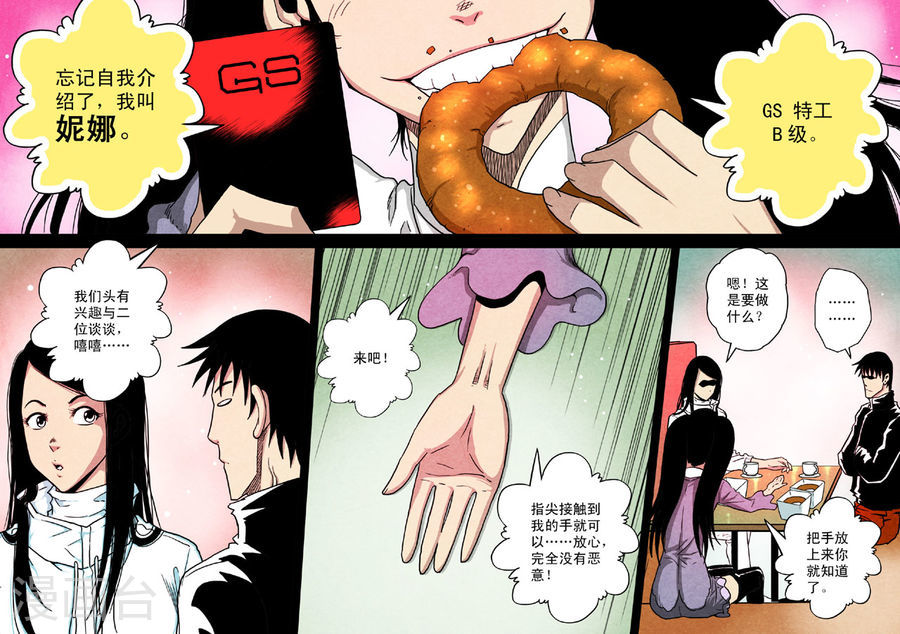 忘记自我介
绍了，我叫
妮娜。
GS
GS 特工
B 级。
我们头有
兴趣与二
位谈谈，
嘻嘻……
来吧！
指尖接触到
我的手就可
以……放心，
完全没有恶
意！
嗯！这
是要做
什么？
……
……
把手放
上来你
就知道
了。
漫画台